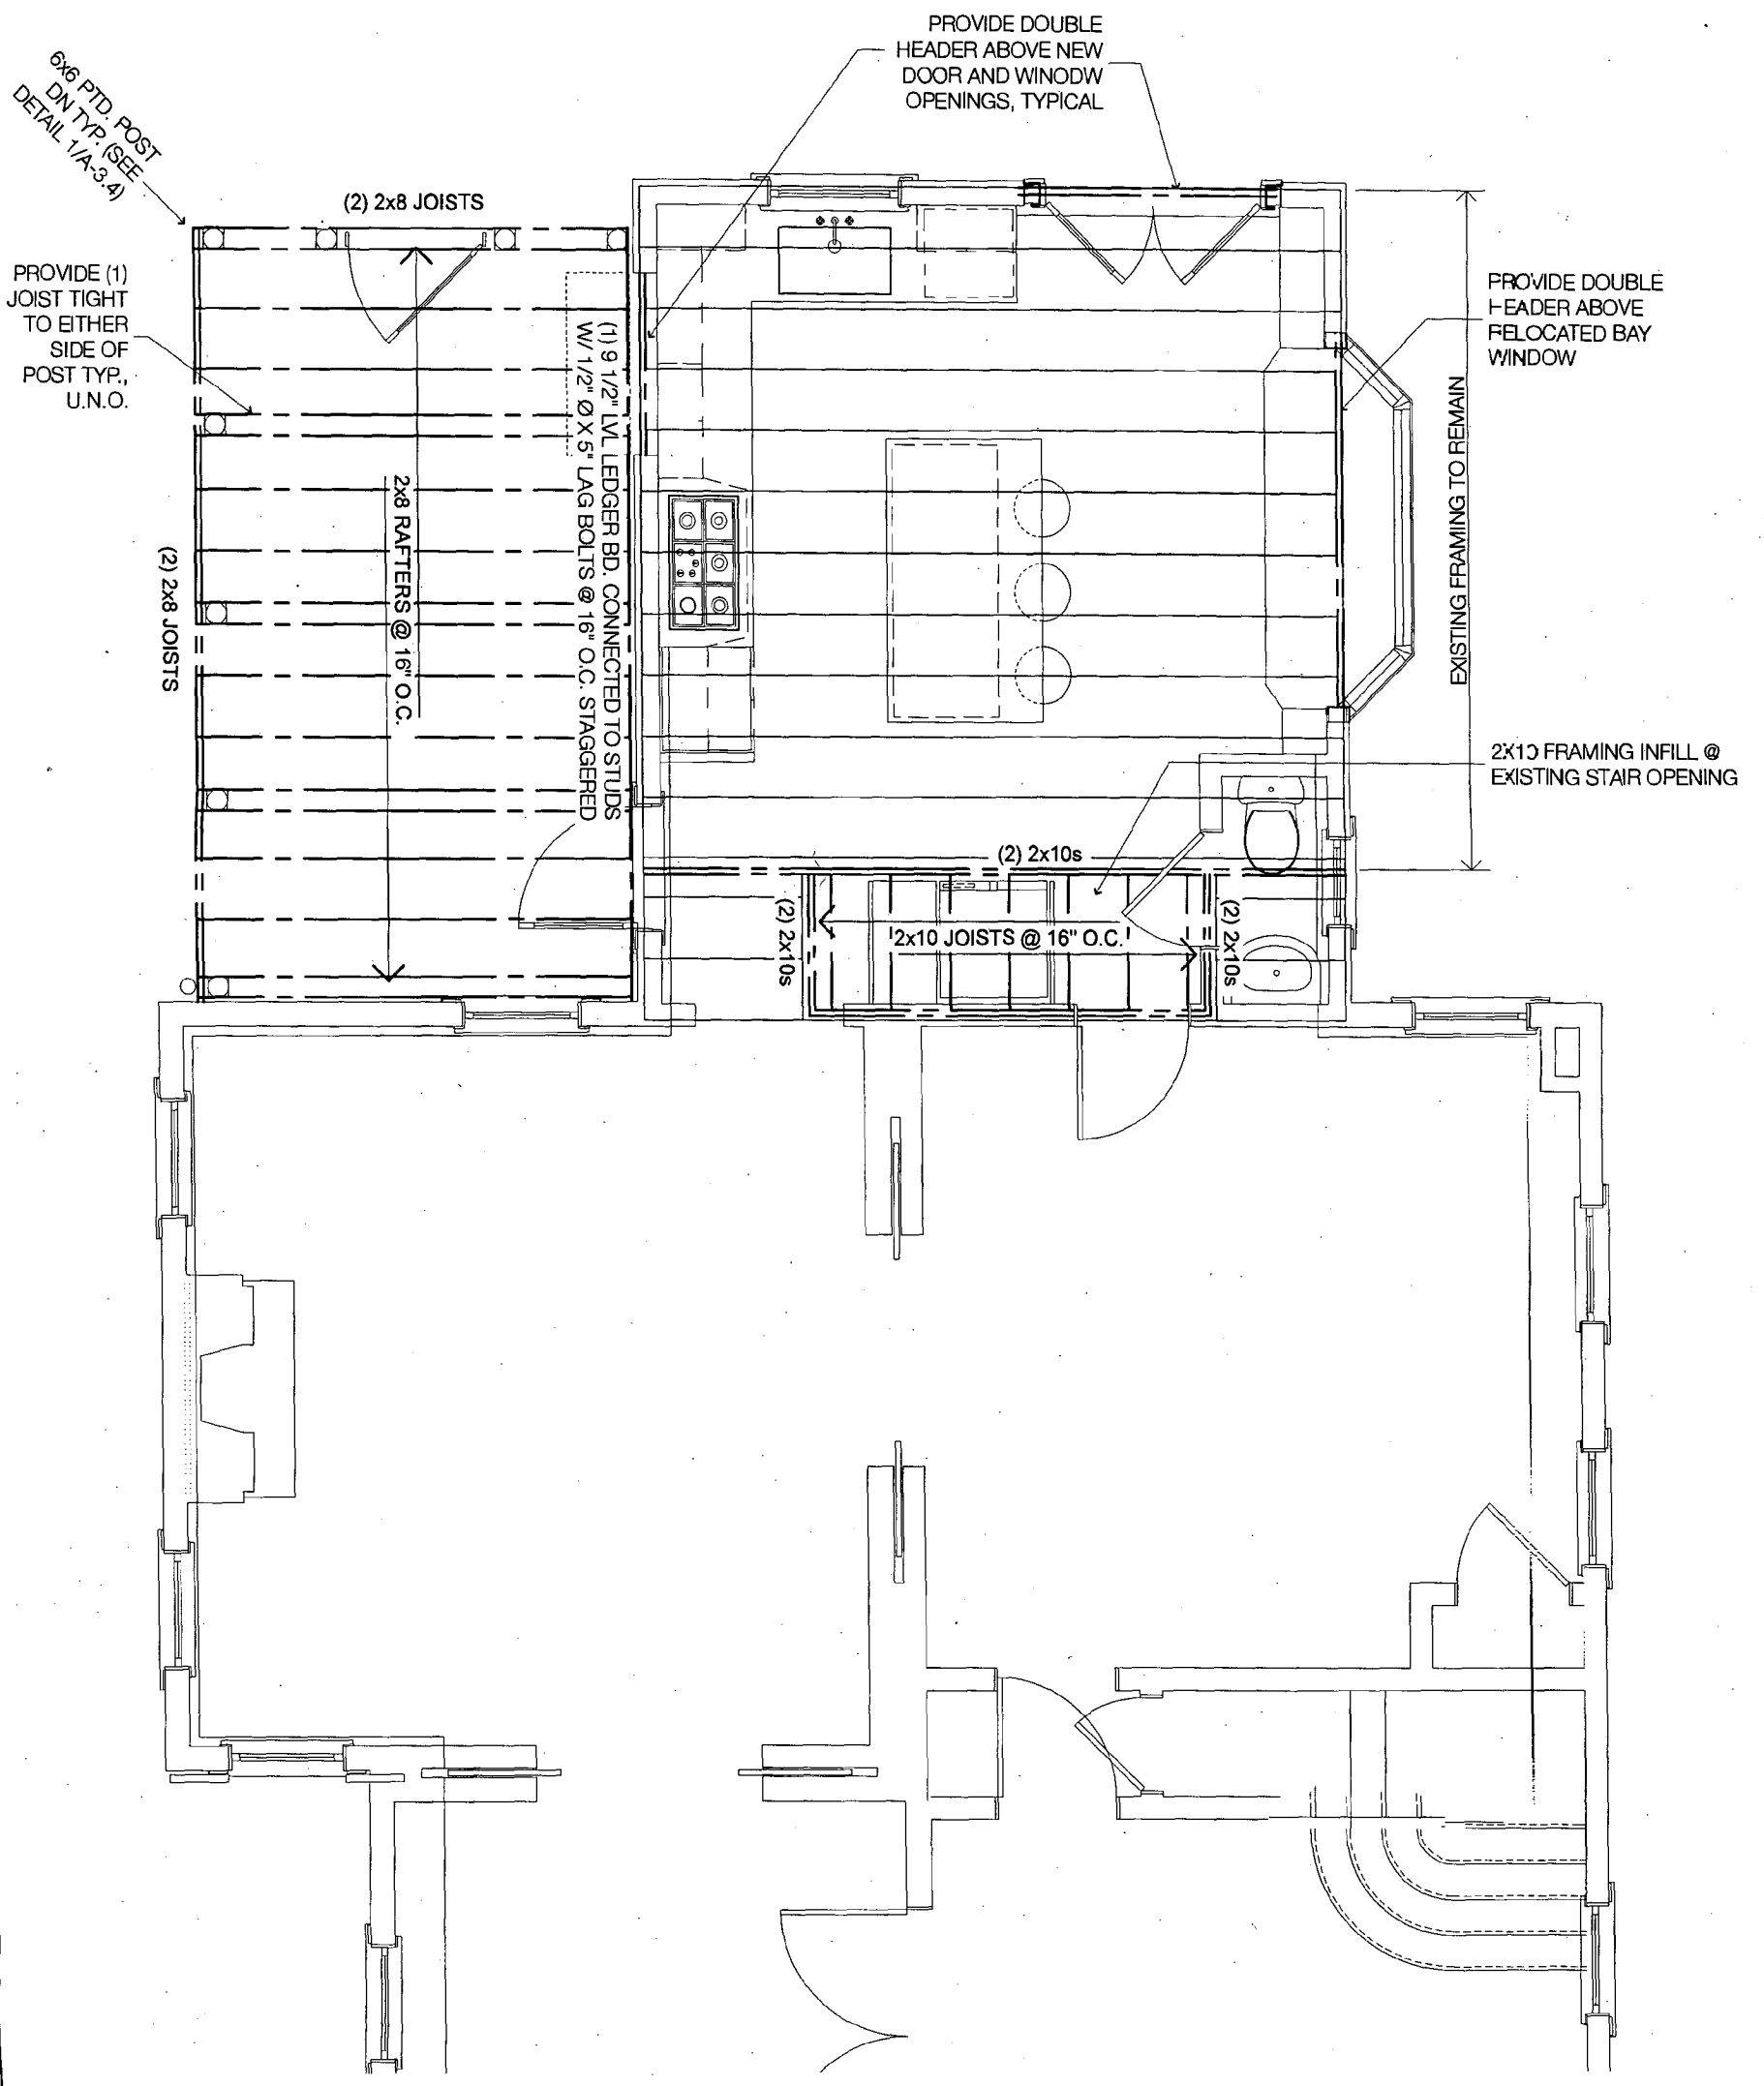 PROVIDE DOUBLE
HEADER ABOVE NEW
DOOR AND WINODW
OPENINGS, TYPICAL
6x6 PTD. POST
DN TYP. (SEE
DETAIL 1/A-3.4)
(2) 2x8 JOISTS
PROVIDE (1)
JOIST TIGHT
TO EITHER
SIDE OF
POST TYP.,
U.N.O.
PROVIDE DOUBLE
HEADER ABOVE
RELOCATED BAY
WINDOW
(1) 9 1/2" LVL LEDGER BD. CONNECTED TO STUDS
W/ 1/2" Ø X 5" LAG BOLTS @ 16" O.C. STAGGERED
EXISTING FRAMING TO REMAIN
2x8 RAFTERS @ 16" O.C.
(2) 2x8 JOISTS
2X10 FRAMING INFILL @
EXISTING STAIR OPENING
(2) 2x10s
(2) 2x10s
2x10 JOISTS @ 16" O.C.
(2) 2x10s